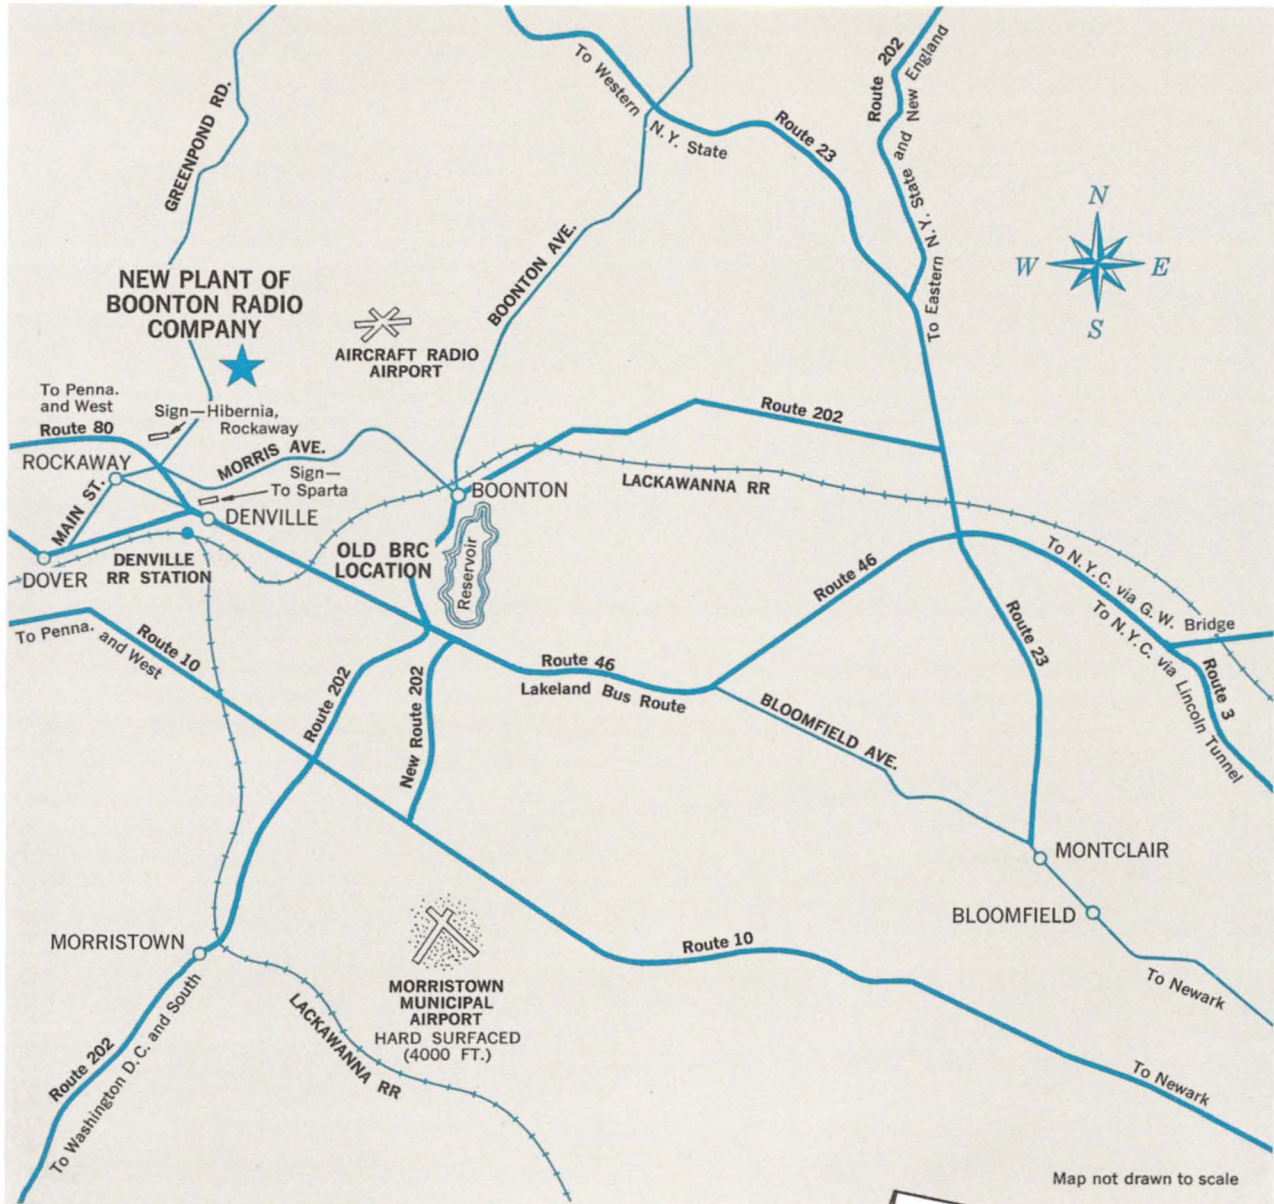 To Western N.Y. State
Route 23
Route 202
To Eastern N.Y. State and New England
GREENPOND RD.
N
W
E
S
BOONTON AVE.
NEW PLANT OF
BOONTON RADIO
COMPANY
AIRCRAFT RADIO
AIRPORT
To Penna.
and West
Route 80
Sign—Hibernia,
Rockaway
ROCKAWAY
MORRIS AVE.
Sign—
To Sparta
MAIN ST.
DENVILLE
BOONTON
Route 202
LACKAWANNA RR
DOVER
DENVILLE
RR STATION
OLD BRC
LOCATION
Reservoir
Route 46
To N.Y.C. via G.W. Bridge
To N.Y.C. via Lincoln Tunnel
Route 3
Route 23
To Penna. and West
Route 10
Route 202
New Route 202
Route 46
Lakeland Bus Route
BLOOMFIELD AVE.
MONTCLAIR
BLOOMFIELD
To Newark
MORRISTOWN
Route 10
MORRISTOWN
MUNICIPAL
AIRPORT
HARD SURFACED
(4000 FT.)
LACKAWANNA RR
Route 202
To Washington D.C. and South
To Newark
Map not drawn to scale